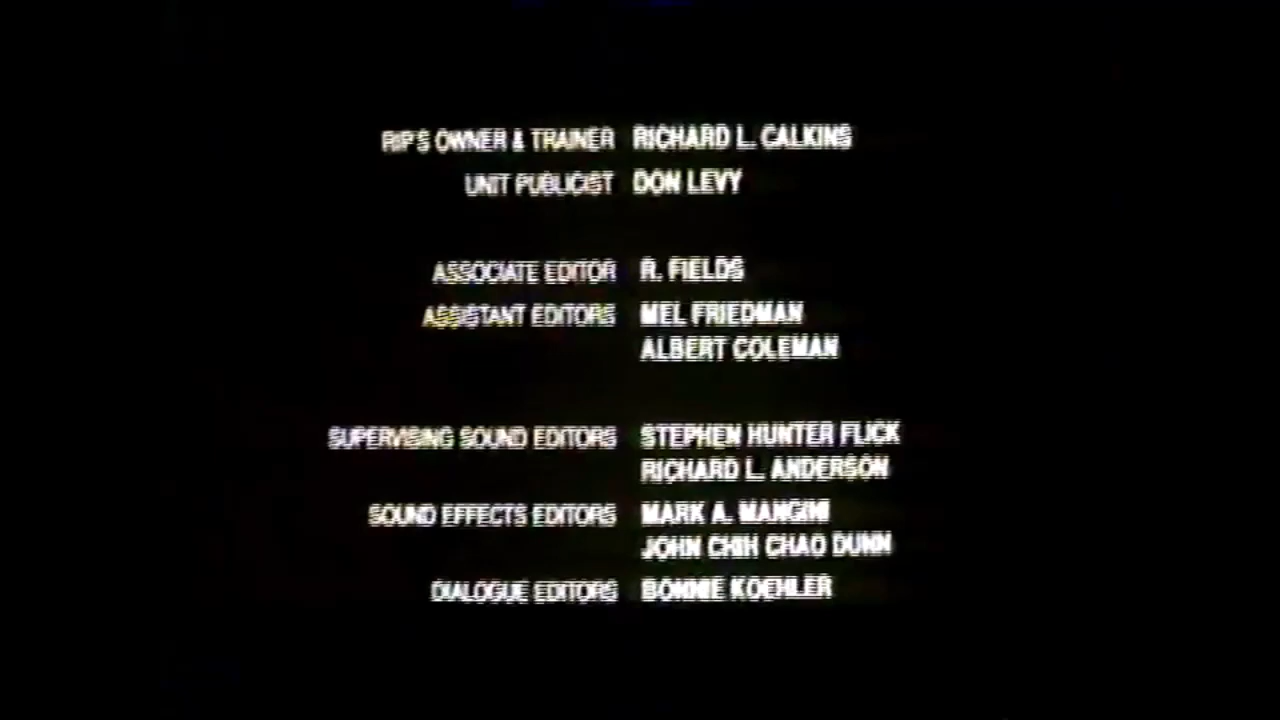 RIP'S OWNER & TRAINER RICHARD L. CALKINS
UNIT PUBLICIST DON LEVY
ASSOCIATE EDITOR R. FIELDS
ASSISTANT EDITORS MEL FRIEDMAN
ALBERT COLEMAN
SUPERVISING SOUND EDITORS STEPHEN HUNTER FLICK
RICHARD L. ANDERSON
SOUND EFFECTS EDITORS MARK A. MANGINI
JOHN CHIH CHAO DUNN
DIALOGUE EDITORS BONNIE KOEHLER